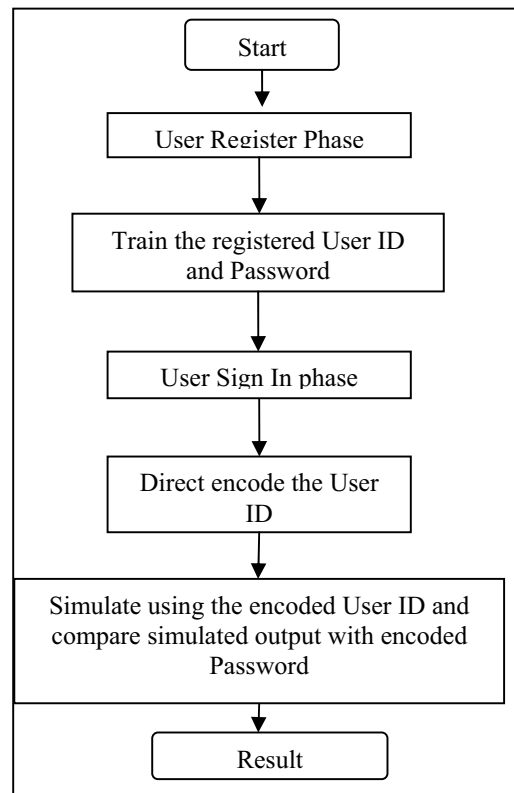 Start
User Register Phase
Train the registered User ID
and Password
User Sign In phase
Direct encode the User
ID
Simulate using the encoded User ID and
compare simulated output with encoded
Password
Result